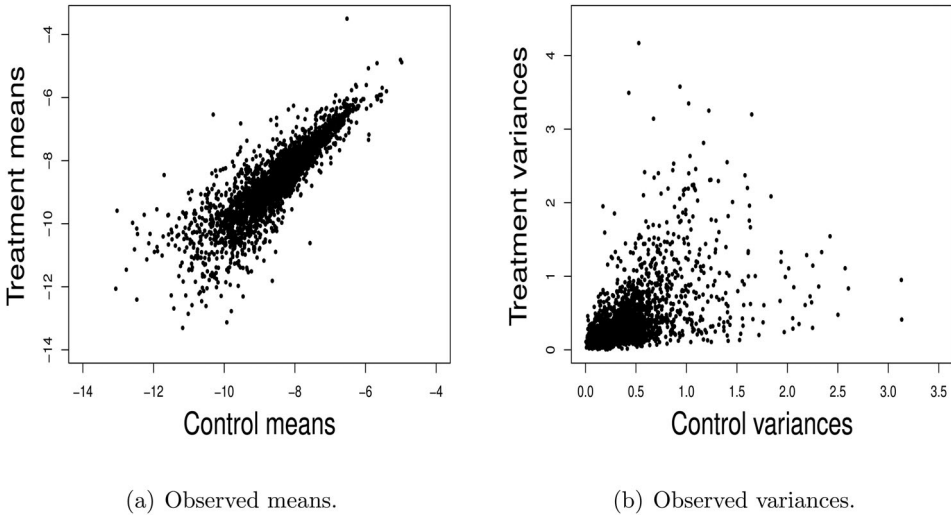 Treatment means
−4
−6
−8
−10
−12
−14
−14 −12 −10 −8 −6 −4
Control means
(a) Observed means.
Treatment variances
4
3
2
1
0
0.0 0.5 1.0 1.5 2.0 2.5 3.0 3.5
Control variances
(b) Observed variances.